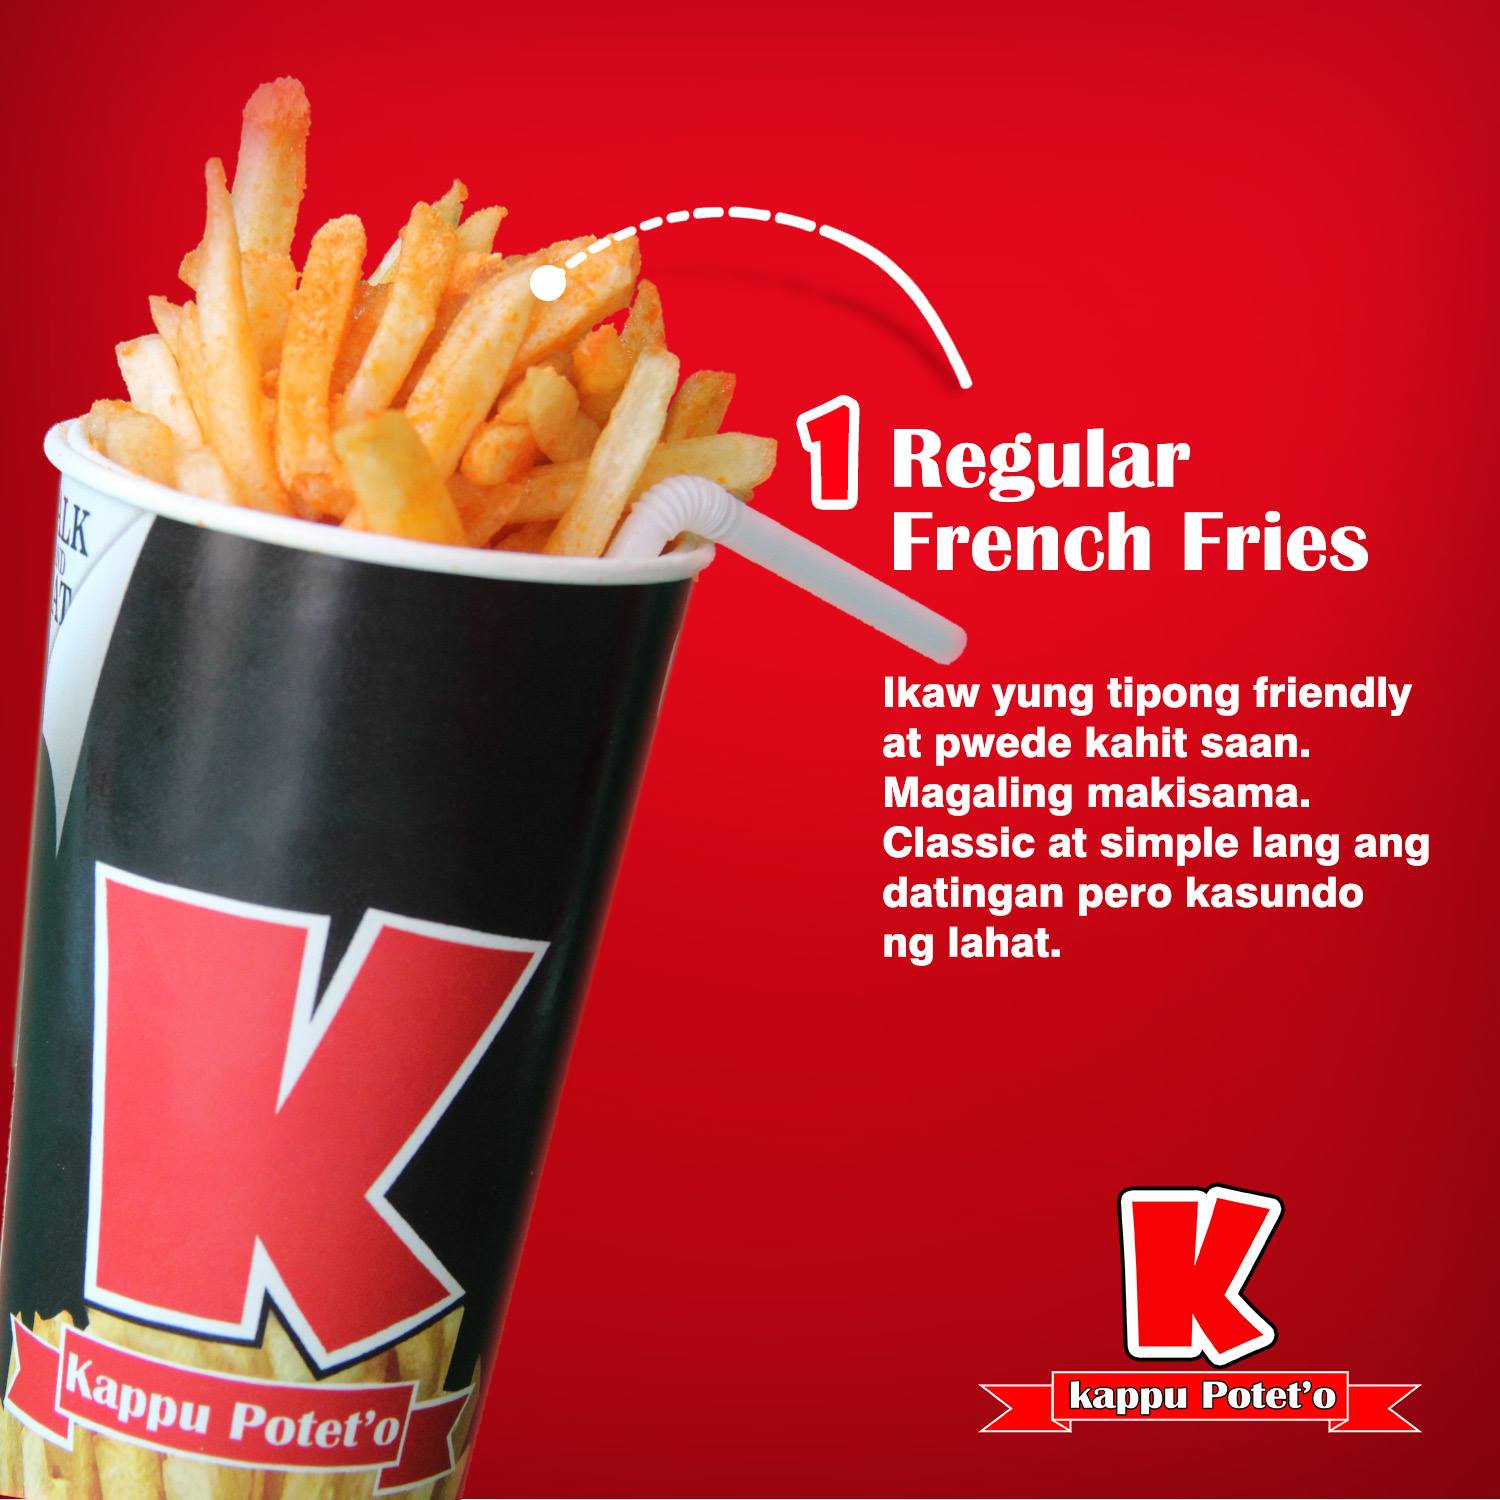 1 Regular
French Fries
Ikaw yung tipong friendly
at pwede kahit saan.
Magaling makisama.
Classic at simple lang ang
datingan pero kasundo
ng lahat.
K
Kappu Potet'o
K
kappu Potet'o